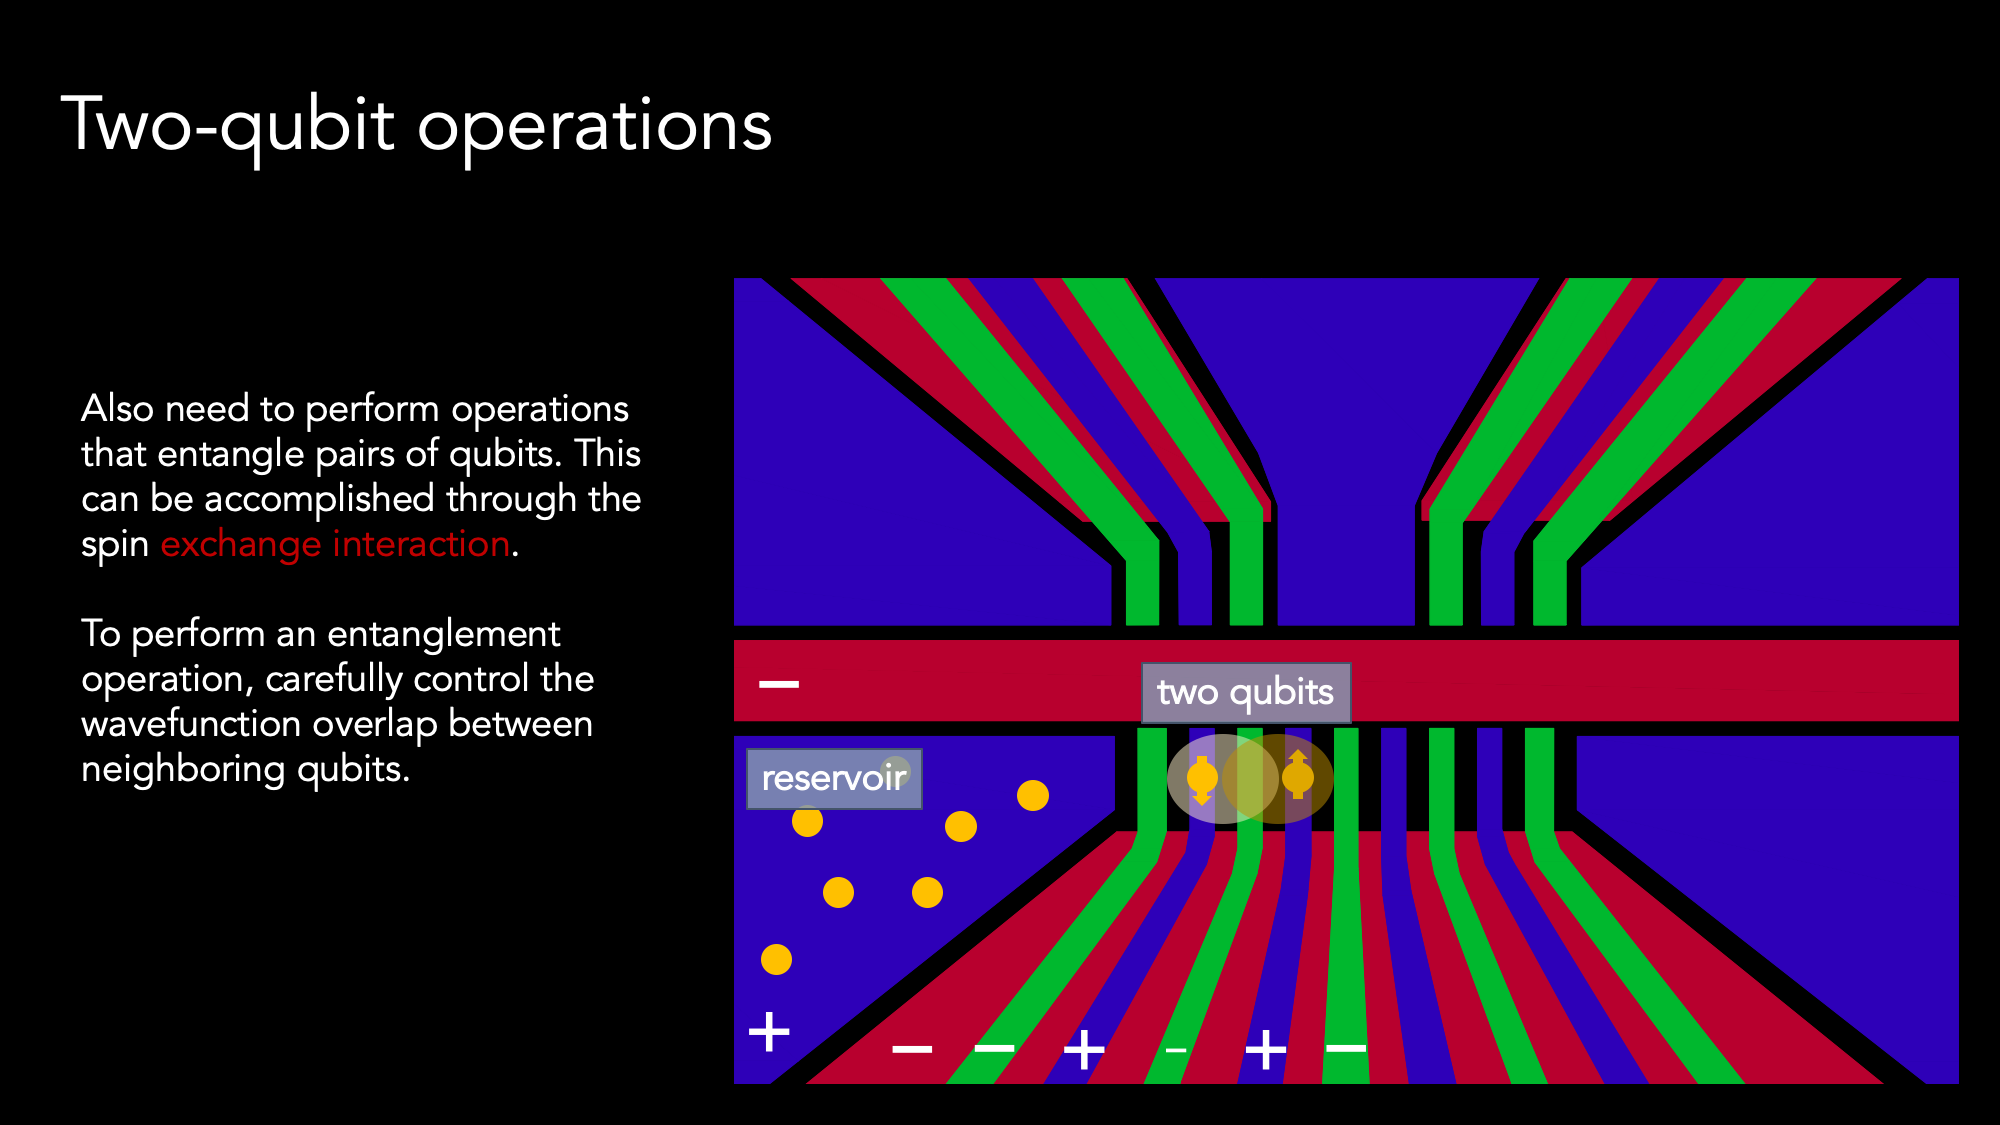 Two-qubit operations
Also need to perform operations
that entangle pairs of qubits. This
can be accomplished through the
spin exchange interaction.
To perform an entanglement
operation, carefully control the
wavefunction overlap between
neighboring qubits.
−
two qubits
reservoir
+
− − + - + −